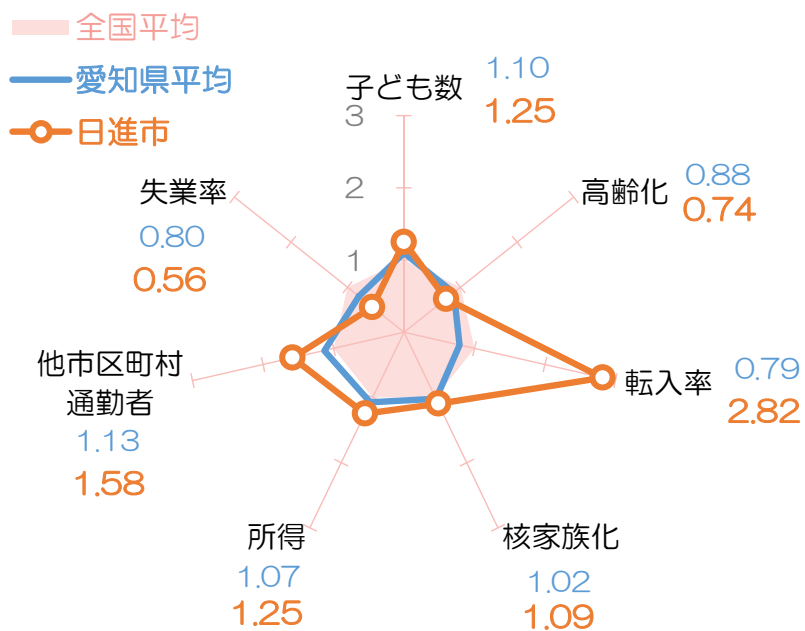 全国平均
愛知県平均
日進市
子ども数
1.10
1.25
3
2
1
高齢化
0.88
0.74
転入率
0.79
2.82
核家族化
1.02
1.09
所得
1.07
1.25
他市区町村
通勤者
1.13
1.58
失業率
0.80
0.56